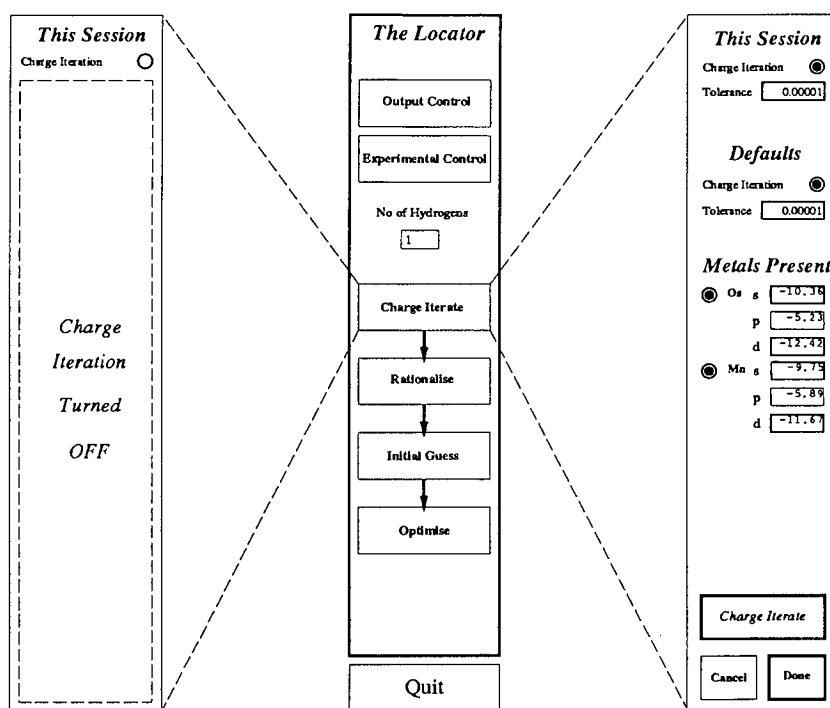 This Session
Charge Iteration
Charge
Iteration
Turned
OFF
The Locator
Output Control
Experimental Control
No of Hydrogens
1
Charge Iterate
Rationalise
Initial Guess
Optimise
Quit
This Session
Charge Iteration
Tolerance 0.00001
Defaults
Charge Iteration
Tolerance 0.00001
Metals Present
Os s -10.36
p -5.23
d -12.42
Mn s -9.75
p -5.89
d -11.67
Charge Iterate
Cancel Done